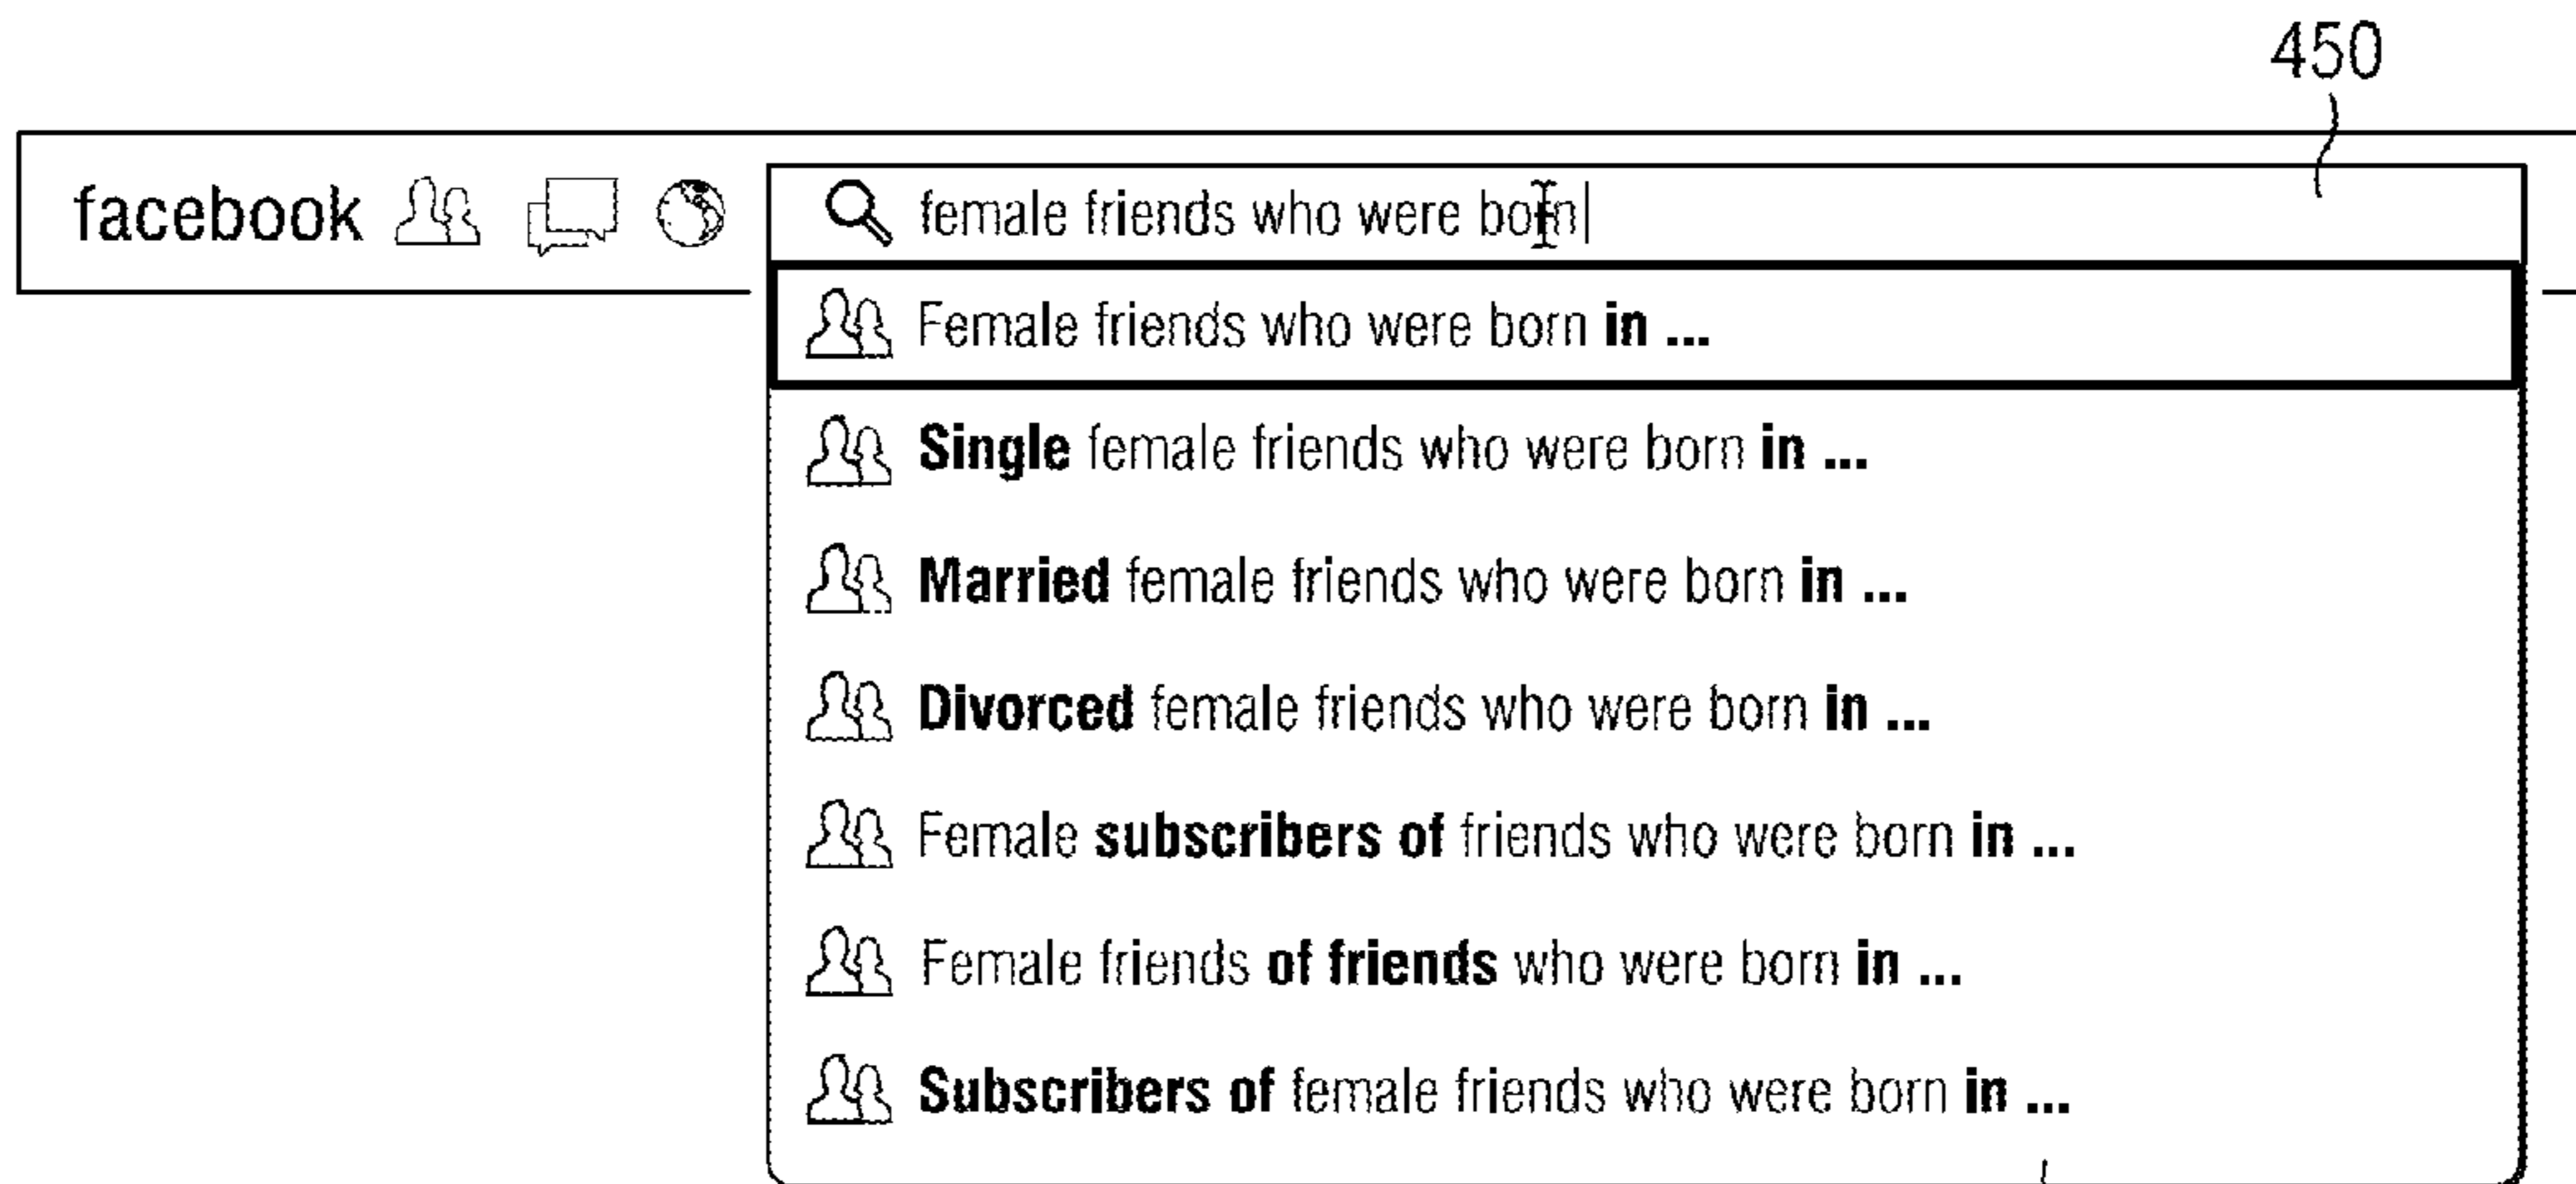 450
facebook female friends who were born
Female friends who were born in ...
Single female friends who were born in ...
Married female friends who were born in ...
Divorced female friends who were born in ...
Female subscribers of friends who were born in ...
Female friends of friends who were born in ...
Subscribers of female friends who were born in ...